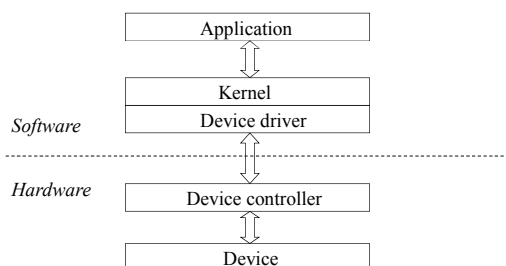 Application
Kernel
Device driver
Software
Hardware
Device controller
Device